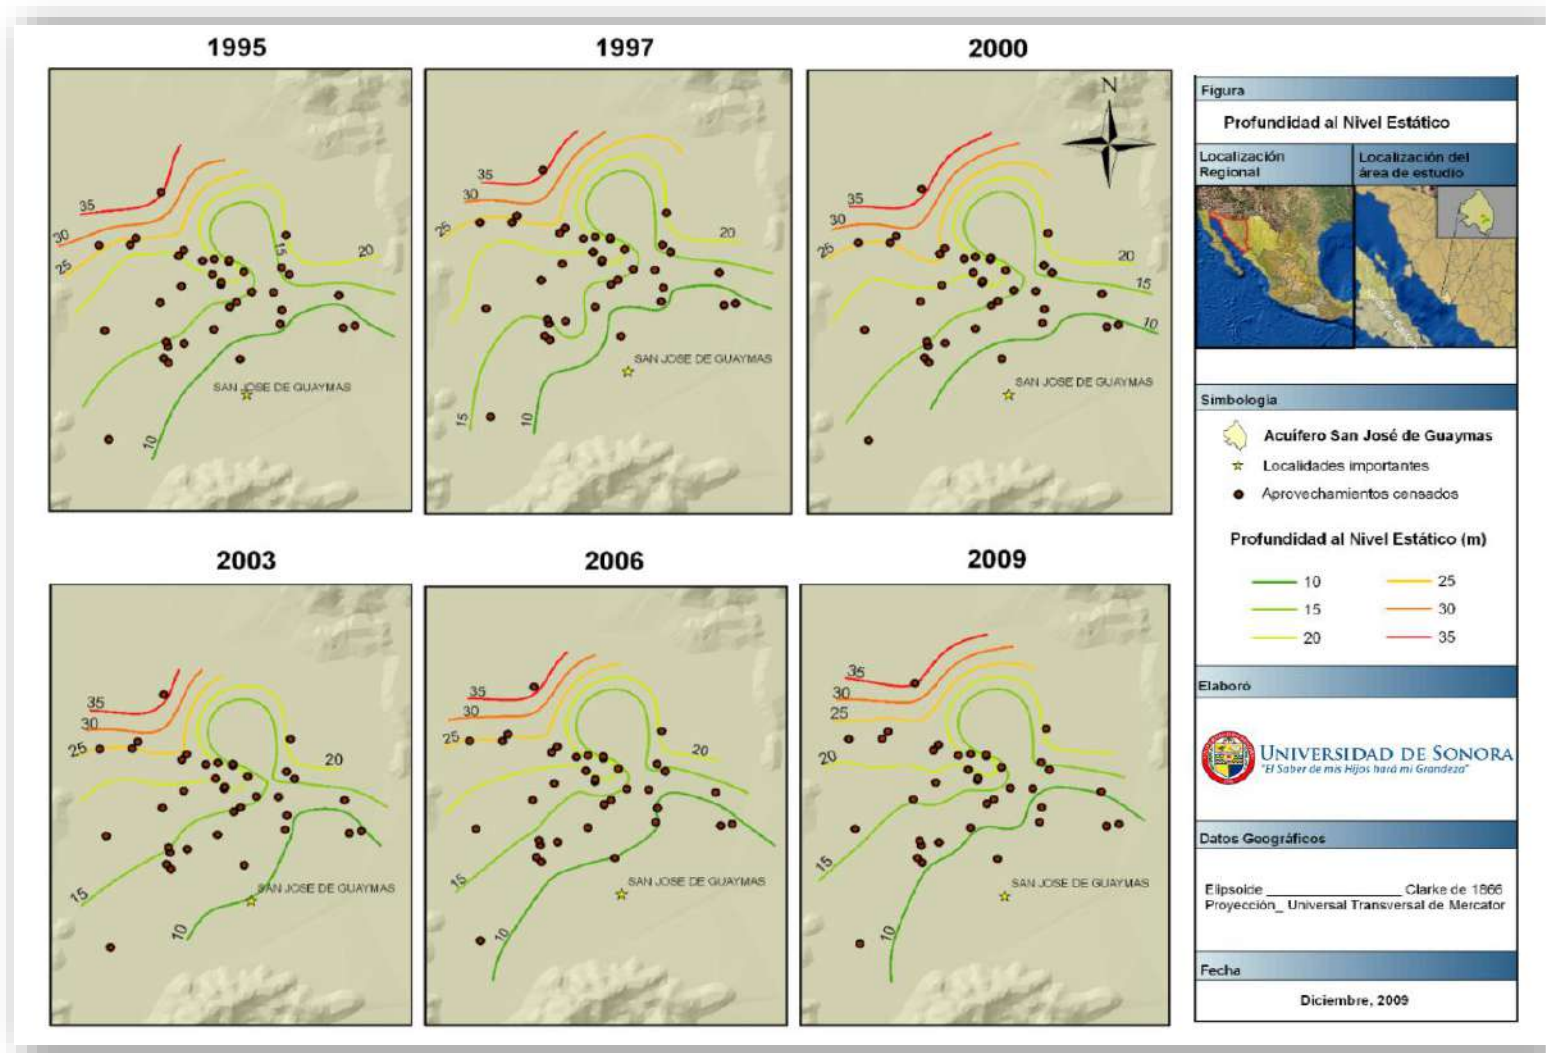 1995
35
30
25
15
20
10
SAN JOSE DE GUAYMAS
1997
35
30
25
20
15
10
SAN JOSE DE GUAYMAS
2000
N
35
30
25
20
15
10
SAN JOSE DE GUAYMAS
2003
35
30
25
20
15
10
SAN JOSE DE GUAYMAS
2006
35
30
25
20
15
10
SAN JOSE DE GUAYMAS
2009
35
30
25
20
15
10
SAN JOSE DE GUAYMAS
Figura
Profundidad al Nivel Estático
Localización
Regional
Localización del
área de estudio
Simbología
Acuífero San José de Guaymas
Localidades importantes
Aprovechamientos censados
Profundidad al Nivel Estático (m)
10 25
15 30
20 35
Elaboró
UNIVERSIDAD DE SONORA
"El Saber de mis Hijos hará mi Grandeza"
Datos Geográficos
Elipsoide ____________________ Clarke de 1866
Proyección_ Universal Transversal de Mercator
Fecha
Diciembre, 2009